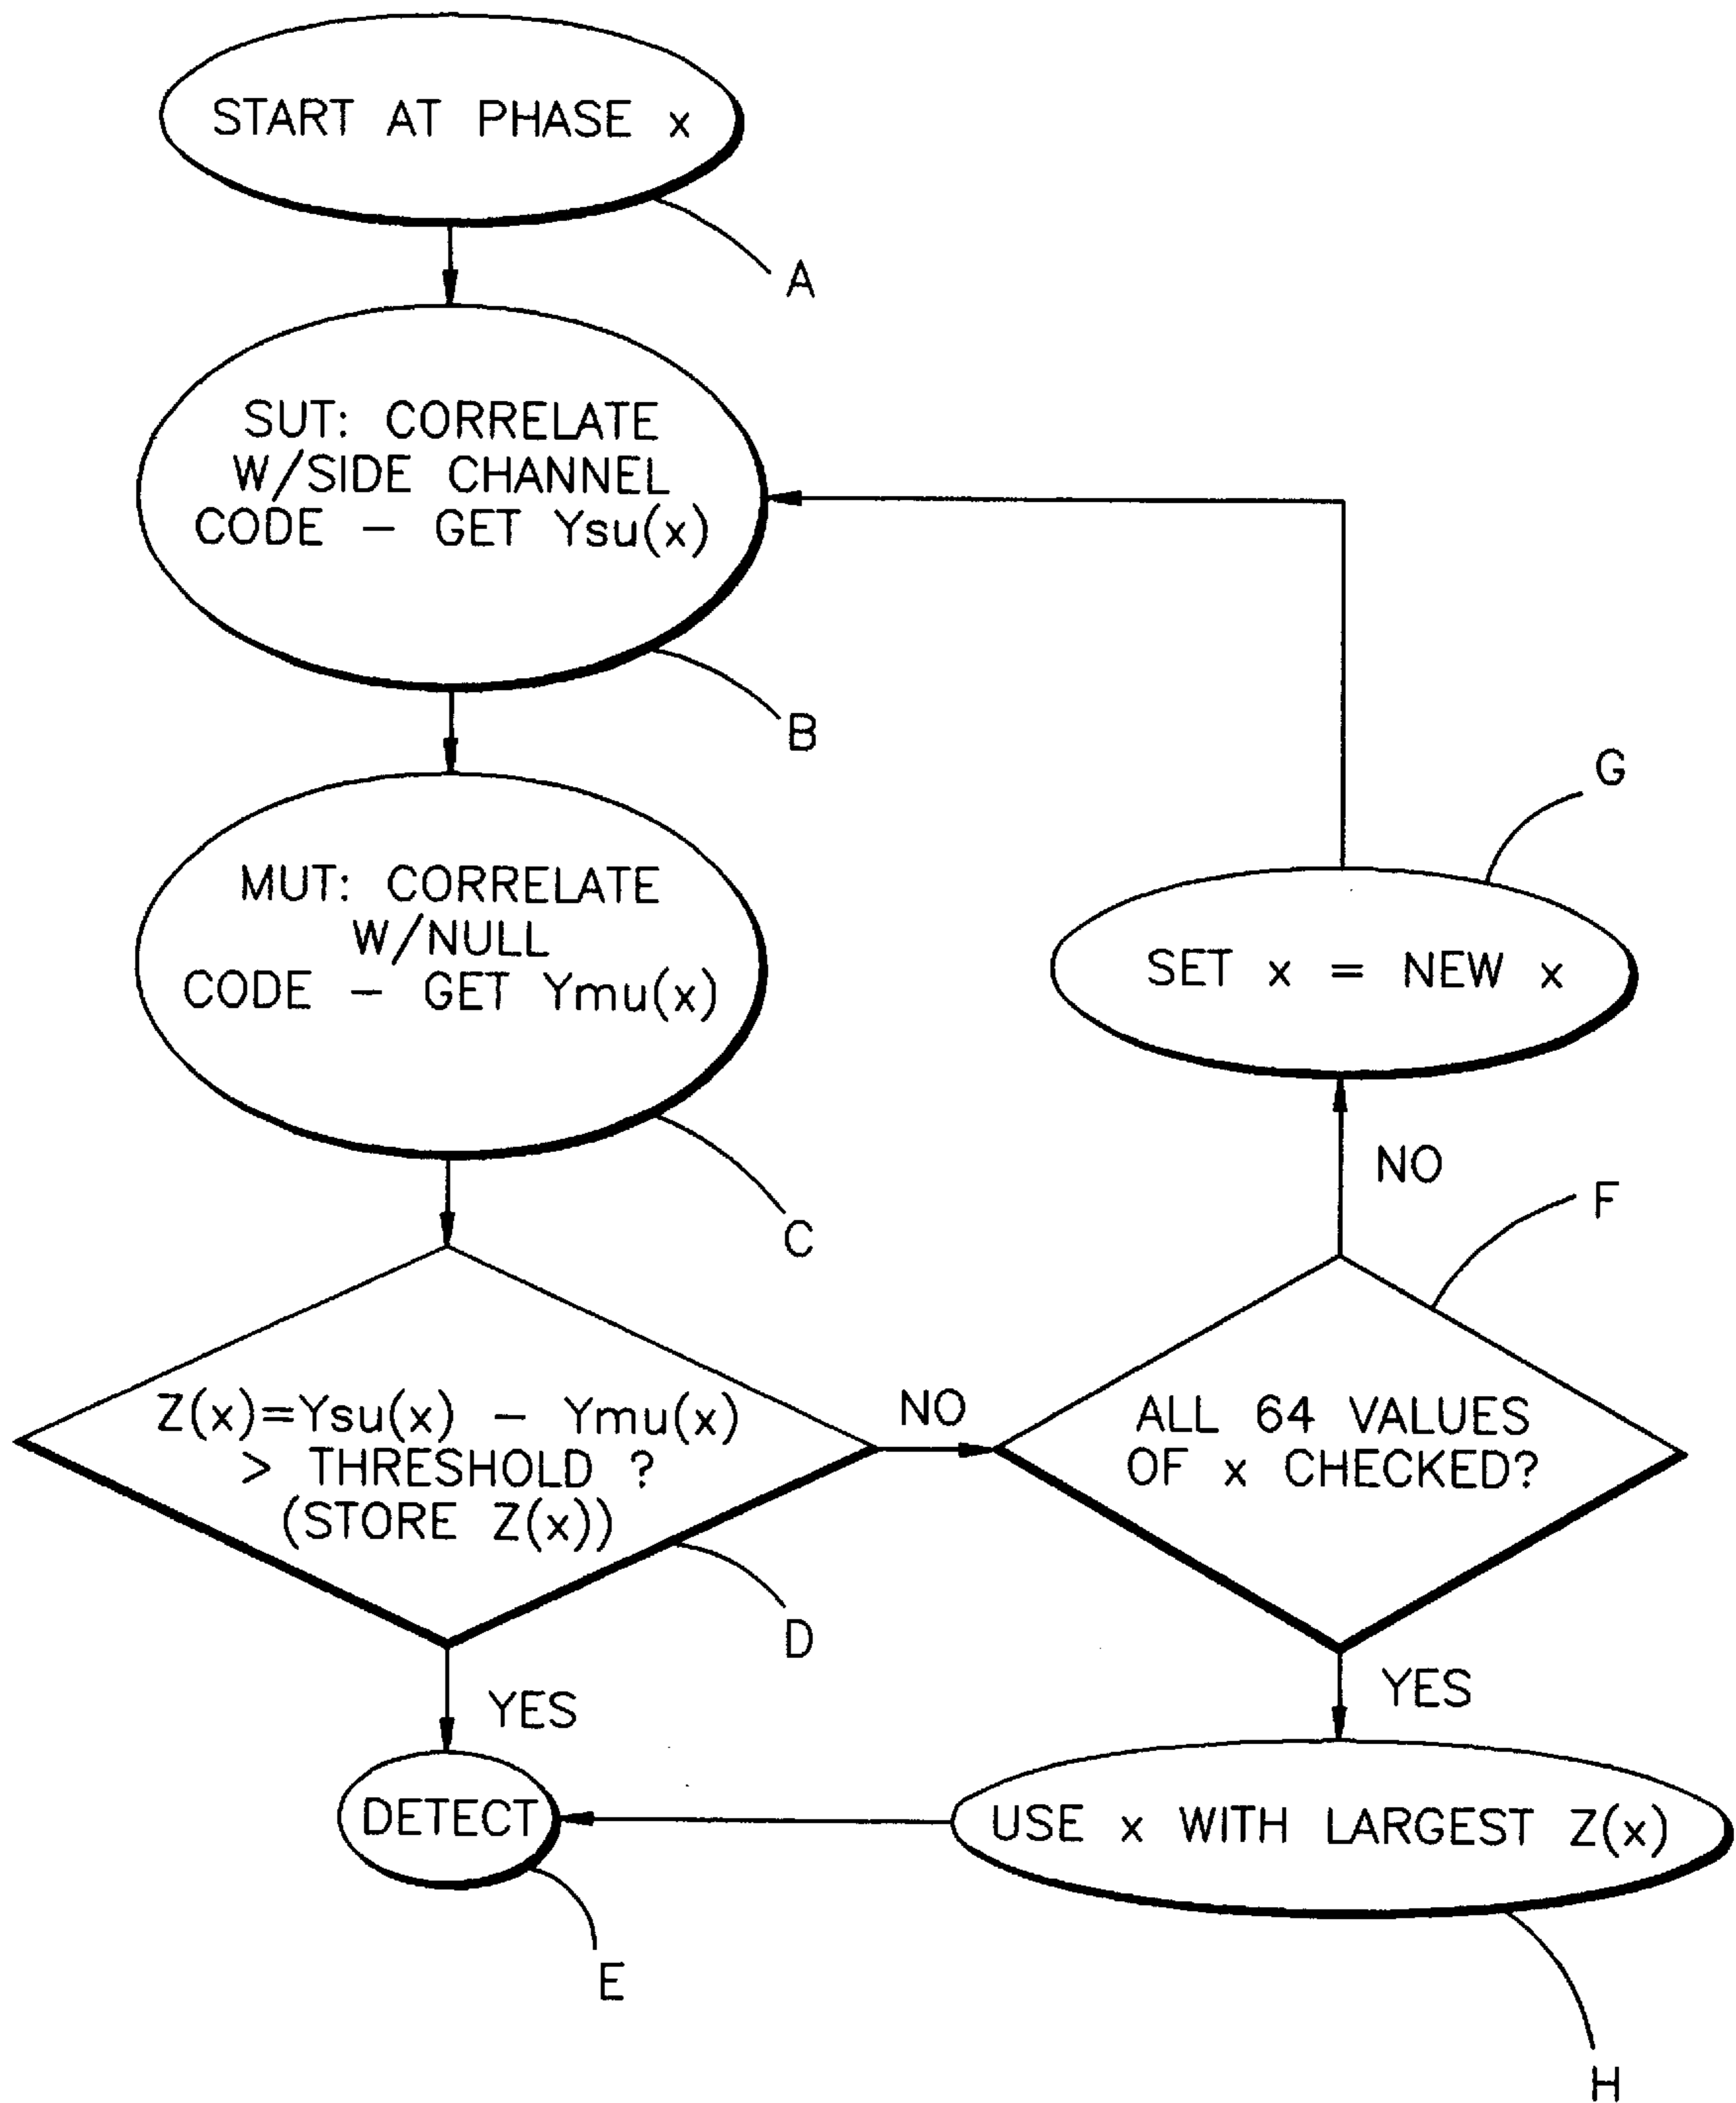 START AT PHASE x
A
SUT: CORRELATE
W/SIDE CHANNEL
CODE - GET Ysu(x)
B
MUT: CORRELATE
W/NULL
CODE - GET Ymu(x)
C
Z(x)=Ysu(x) - Ymu(x)
> THRESHOLD ?
(STORE Z(x))
D
NO
YES
DETECT
E
ALL 64 VALUES
OF x CHECKED?
F
NO
SET x = NEW x
G
YES
USE x WITH LARGEST Z(x)
H